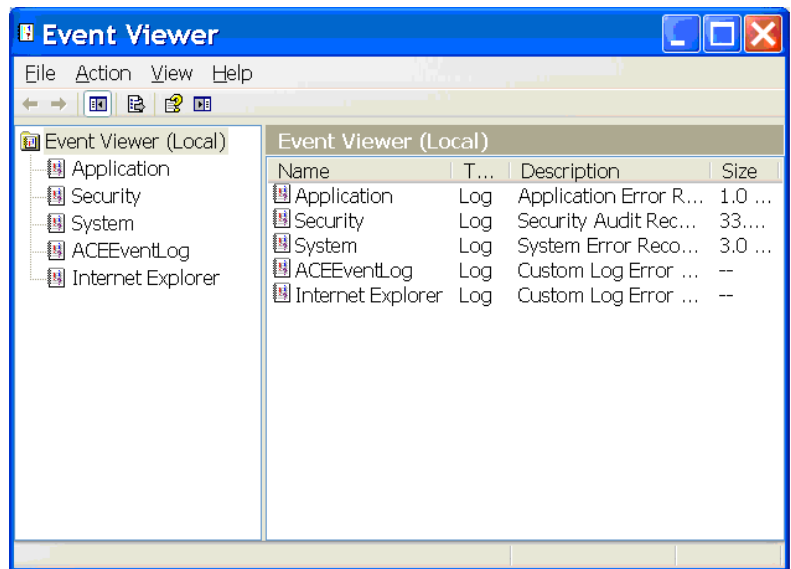 Event Viewer
File Action View Help
Event Viewer (Local)
Application
Security
System
ACEEventLog
Internet Explorer
Event Viewer (Local)
Name T... Description Size
Application Log Application Error R... 1.0 ...
Security Log Security Audit Rec... 33....
System Log System Error Reco... 3.0 ...
ACEEventLog Log Custom Log Error ... --
Internet Explorer Log Custom Log Error ... --